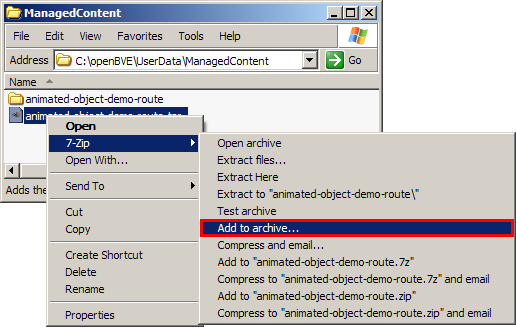 ManagedContent
File Edit View Favorites Tools Help
Address C:\openBVE\UserData\ManagedContent Go
Name
animated-object-demo-route
animated-object-demo-route.tar
Adds the
Open
7-Zip
Open With...
Send To
Cut
Copy
Create Shortcut
Delete
Rename
Properties
Open archive
Extract files...
Extract Here
Extract to "animated-object-demo-route\"
Test archive
Add to archive...
Compress and email...
Add to "animated-object-demo-route.7z"
Compress to "animated-object-demo-route.7z" and email
Add to "animated-object-demo-route.zip"
Compress to "animated-object-demo-route.zip" and email